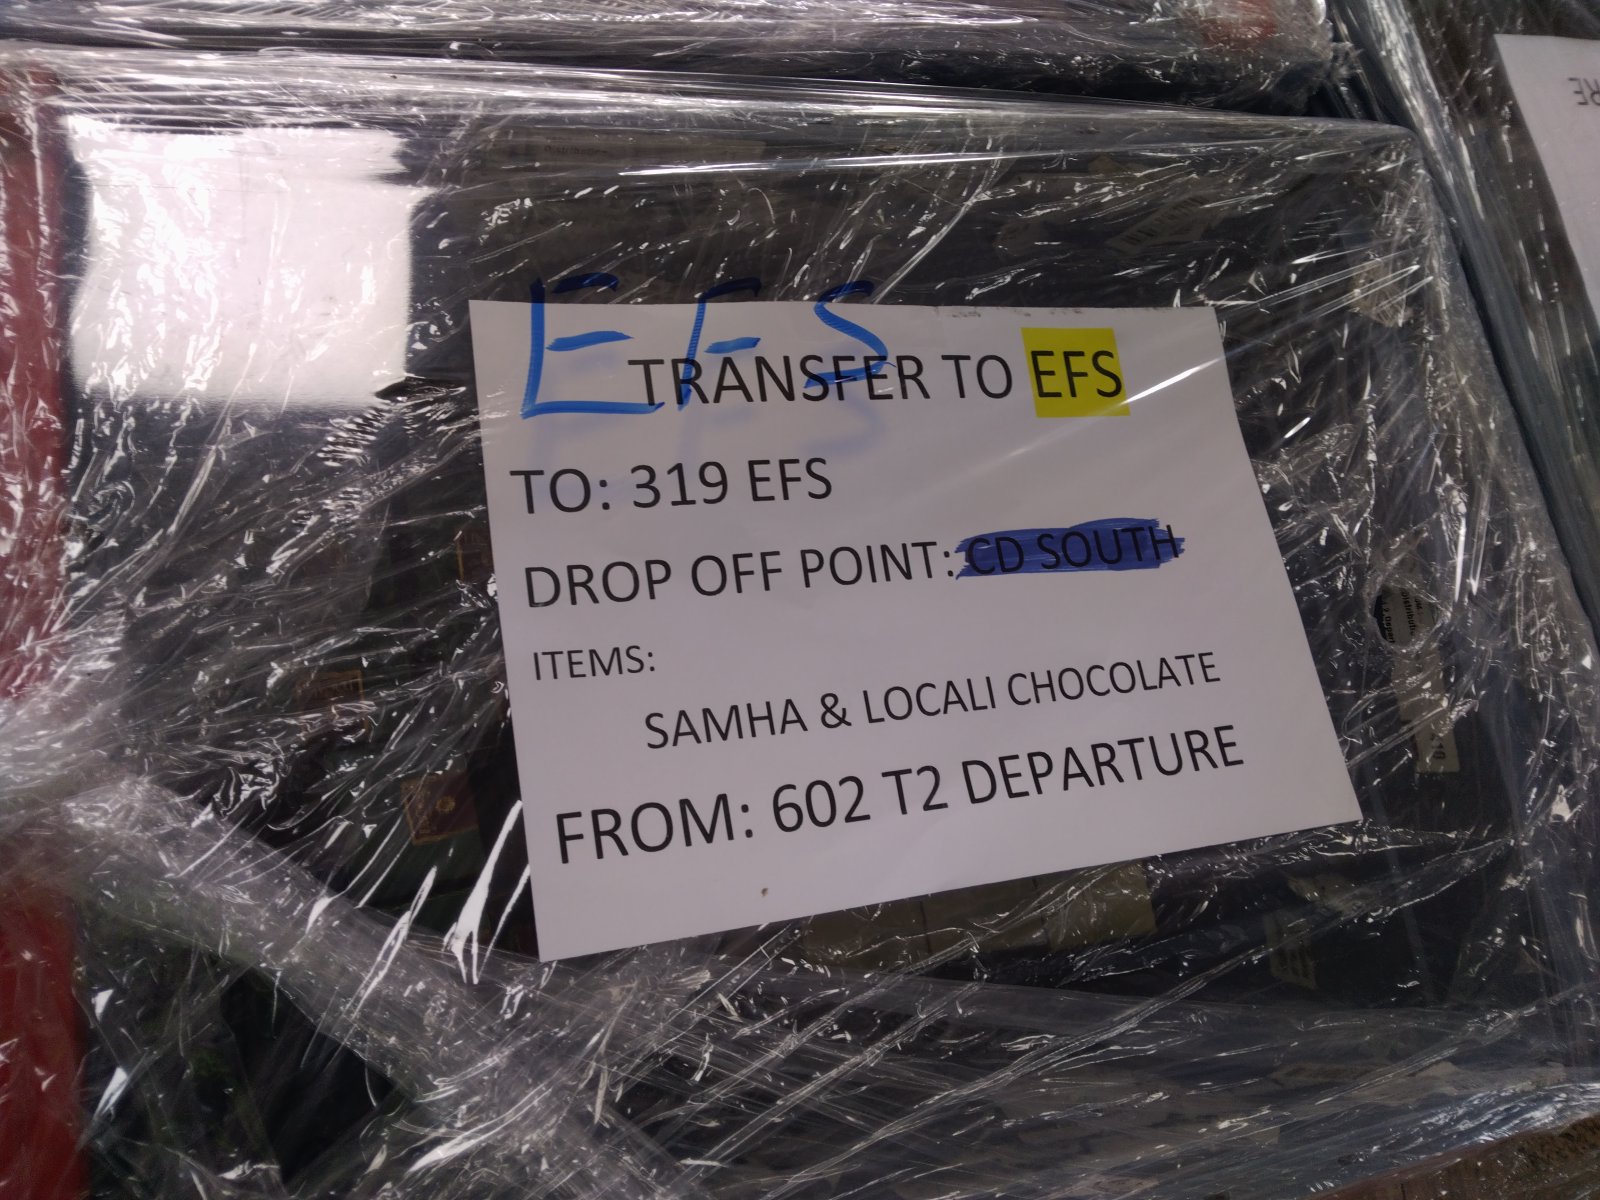 EFS
TRANSFER TO EFS
TO: 319 EFS
DROP OFF POINT: CD SOUTH
ITEMS:
SAMHA & LOCALI CHOCOLATE
FROM: 602 T2 DEPARTURE
RE